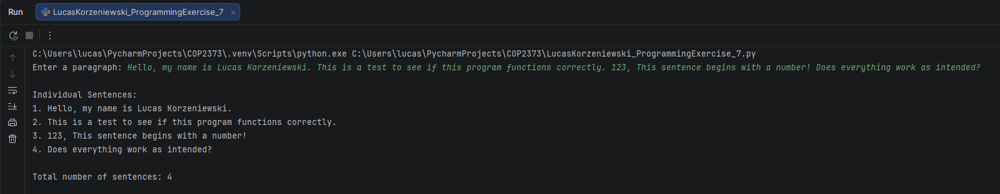 Run LucasKorzeniewski_ProgrammingExercise_7
C:\Users\lucas\PycharmProjects\COP2373\.venv\Scripts\python.exe C:\Users\lucas\PycharmProjects\COP2373\LucasKorzeniewski_ProgrammingExercise_7.py
Enter a paragraph: Hello, my name is Lucas Korzeniewski. This is a test to see if this program functions correctly. 123, This sentence begins with a number! Does everything work as intended?
Individual Sentences:
1. Hello, my name is Lucas Korzeniewski.
2. This is a test to see if this program functions correctly.
3. 123, This sentence begins with a number!
4. Does everything work as intended?
Total number of sentences: 4